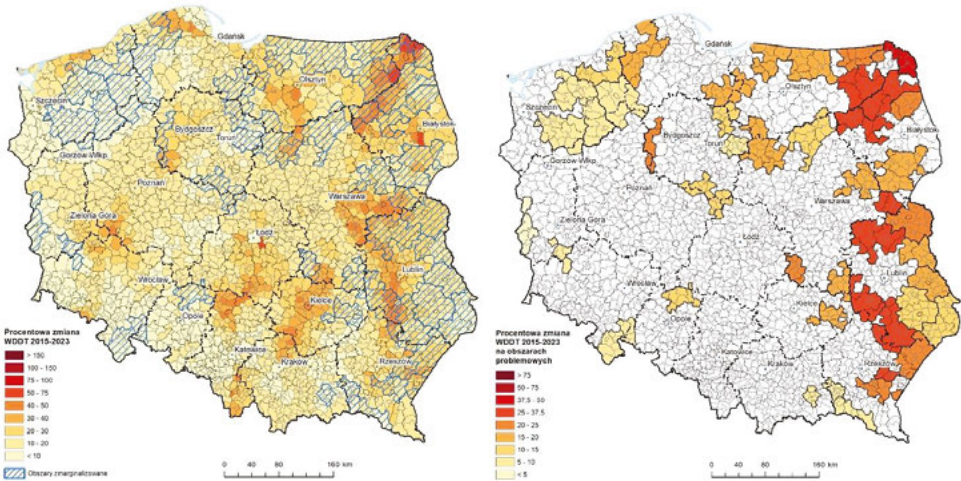 Gdańsk
Olsztyn
Szczecin
Bydgoszcz
Toruń
Białystok
Gorzów Wlkp
Poznań
Warszawa
Zielona Góra
Łódź
Wrocław
Lublin
Opole
Kielce
Katowice
Kraków
Rzeszów
Procentowa zmiana
WDDT 2015-2023
> 150
100 - 150
75 - 100
50 - 75
40 - 50
30 - 40
20 - 30
10 - 20
< 10
Obszary zmarginalizowane
0 40 80 160 km
Gdańsk
Olsztyn
Szczecin
Bydgoszcz
Toruń
Białystok
Gorzów Wlkp
Poznań
Warszawa
Zielona Góra
Łódź
Wrocław
Lublin
Opole
Kielce
Katowice
Kraków
Rzeszów
Procentowa zmiana
WDDT 2015-2023
na obszarach
problemowych
> 75
50 - 75
37,5 - 50
25 - 37,5
20 - 25
15 - 20
10 - 15
5 - 10
< 5
0 40 80 160 km